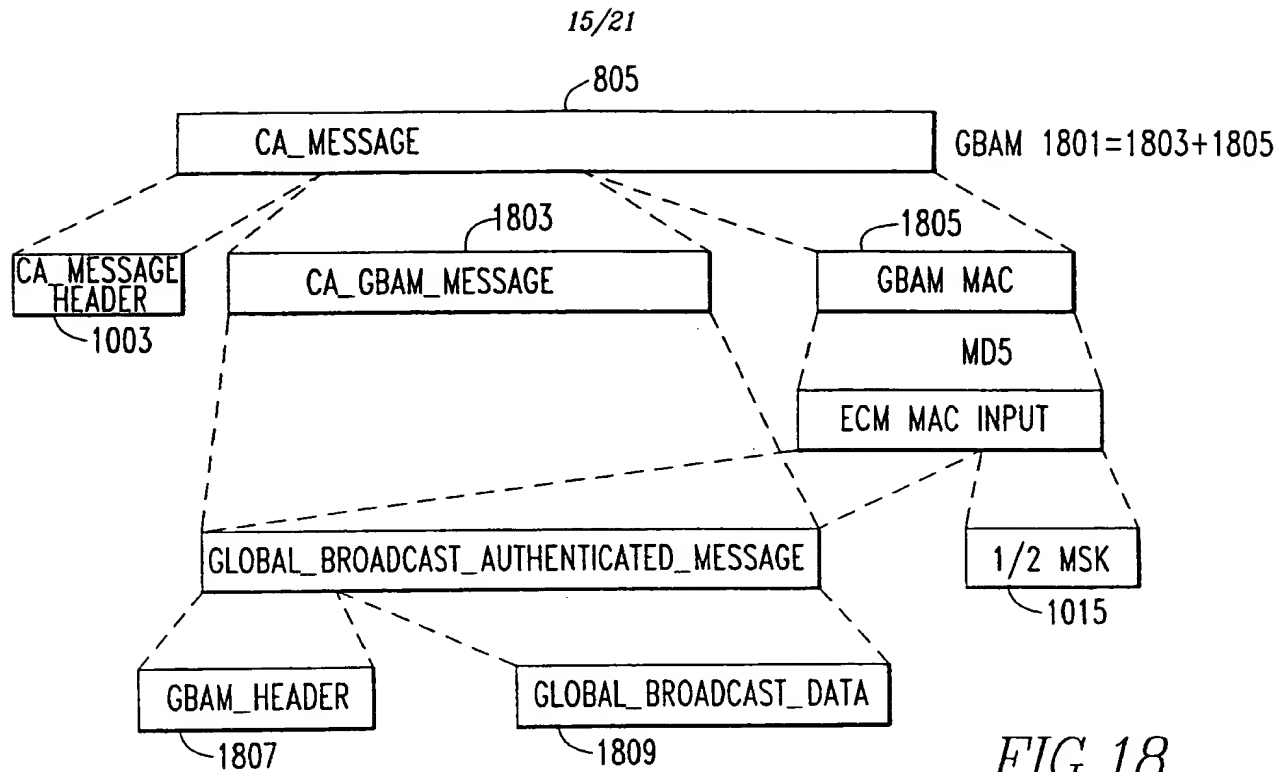 15/21
805
CA_MESSAGE
GBAM 1801=1803+1805
1803
1805
CA_MESSAGE
HEADER
CA_GBAM_MESSAGE
GBAM MAC
1003
MD5
ECM MAC INPUT
GLOBAL_BROADCAST_AUTHENTICATED_MESSAGE
1/2 MSK
1015
GBAM_HEADER
GLOBAL_BROADCAST_DATA
1807
1809
FIG. 18